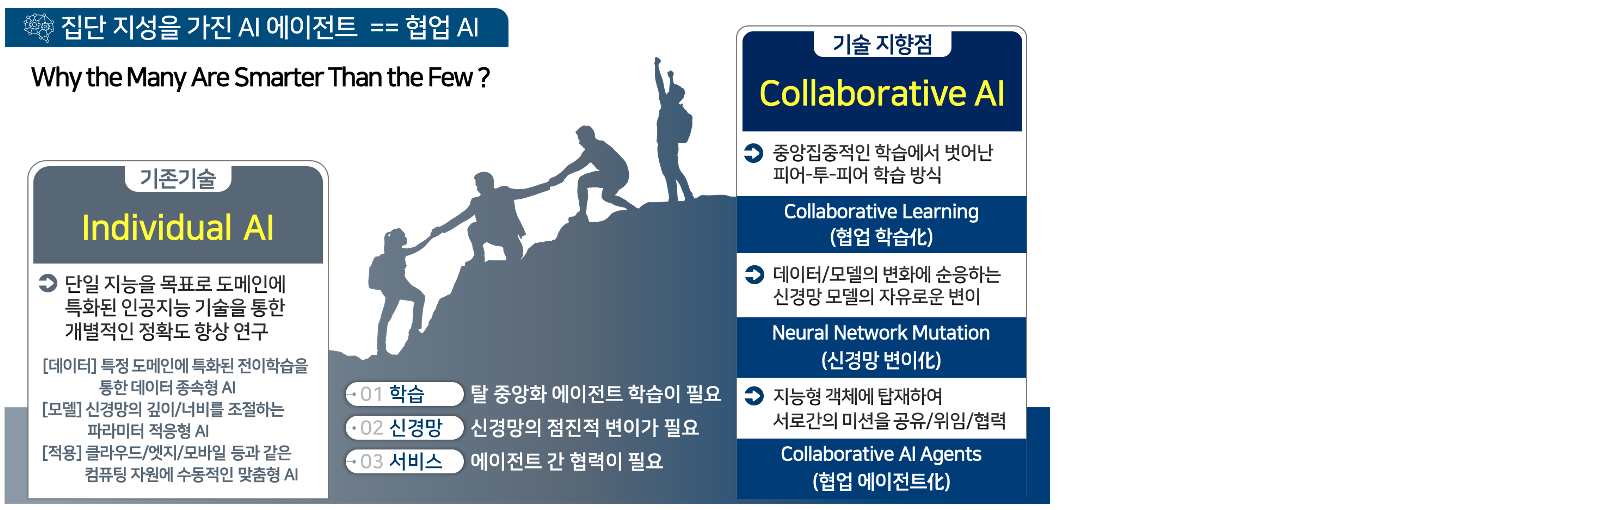 집단 지성을 가진 AI 에이전트 == 협업 AI
Why the Many Are Smarter Than the Few ?
기존기술
Individual AI
단일 지능을 목표로 도메인에
특화된 인공지능 기술을 통한
개별적인 정확도 향상 연구
[데이터] 특정 도메인에 특화된 전이학습을
통한 데이터 종속형 AI
[모델] 신경망의 깊이/너비를 조절하는
파라미터 적응형 AI
[적용] 클라우드/엣지/모바일 등과 같은
컴퓨팅 자원에 수동적인 맞춤형 AI
01 학습 탈 중앙화 에이전트 학습이 필요
02 신경망 신경망의 점진적 변이가 필요
03 서비스 에이전트 간 협력이 필요
기술 지향점
Collaborative AI
중앙집중적인 학습에서 벗어난
피어-투-피어 학습 방식
Collaborative Learning
(협업 학습化)
데이터/모델의 변화에 순응하는
신경망 모델의 자유로운 변이
Neural Network Mutation
(신경망 변이化)
지능형 객체에 탑재하여
서로간의 미션을 공유/위임/협력
Collaborative AI Agents
(협업 에이전트化)